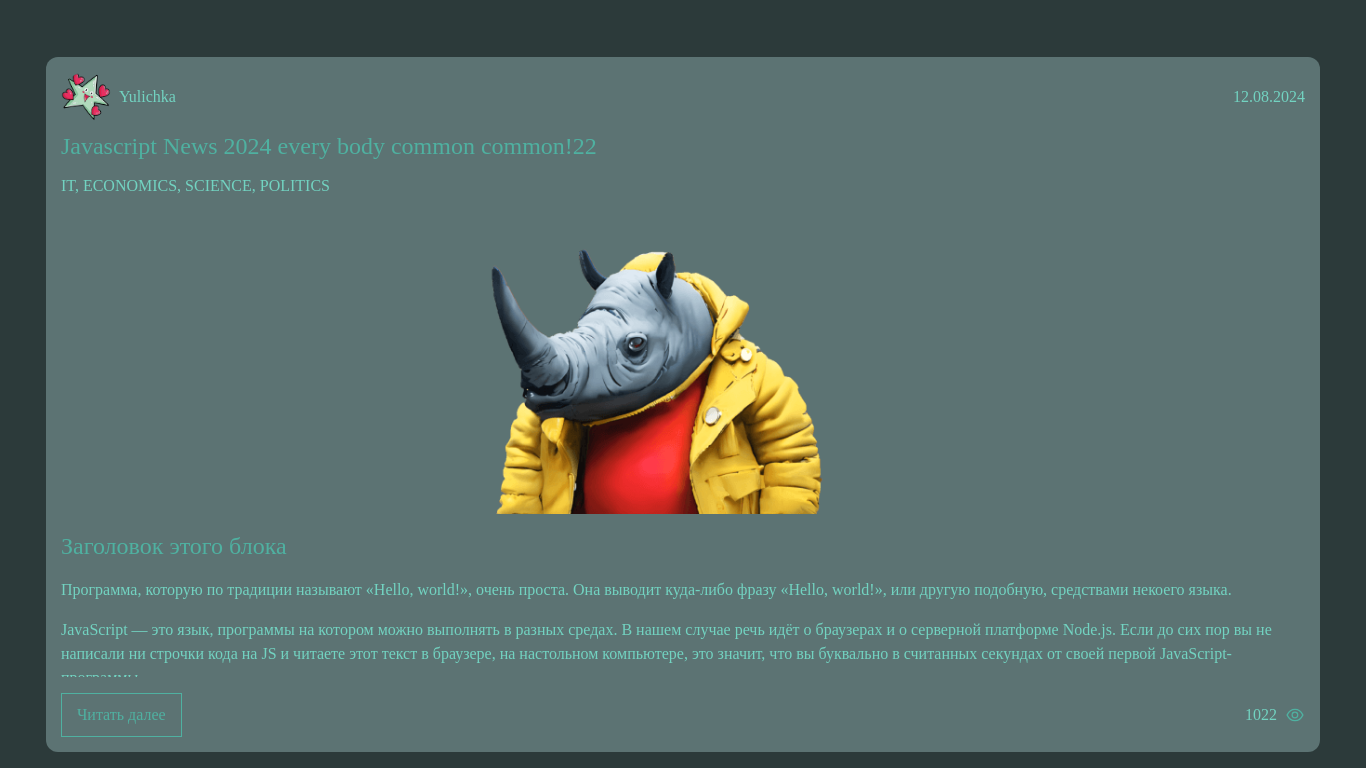 Yulichka
12.08.2024
Javascript News 2024 every body common common!22
IT, ECONOMICS, SCIENCE, POLITICS
Заголовок этого блока
Программа, которую по традиции называют «Hello, world!», очень проста. Она выводит куда-либо фразу «Hello, world!», или другую подобную, средствами некоего языка.
JavaScript — это язык, программы на котором можно выполнять в разных средах. В нашем случае речь идёт о браузерах и о серверной платформе Node.js. Если до сих пор вы не
написали ни строчки кода на JS и читаете этот текст в браузере, на настольном компьютере, это значит, что вы буквально в считанных секундах от своей первой JavaScript-
программы.
Читать далее
1022